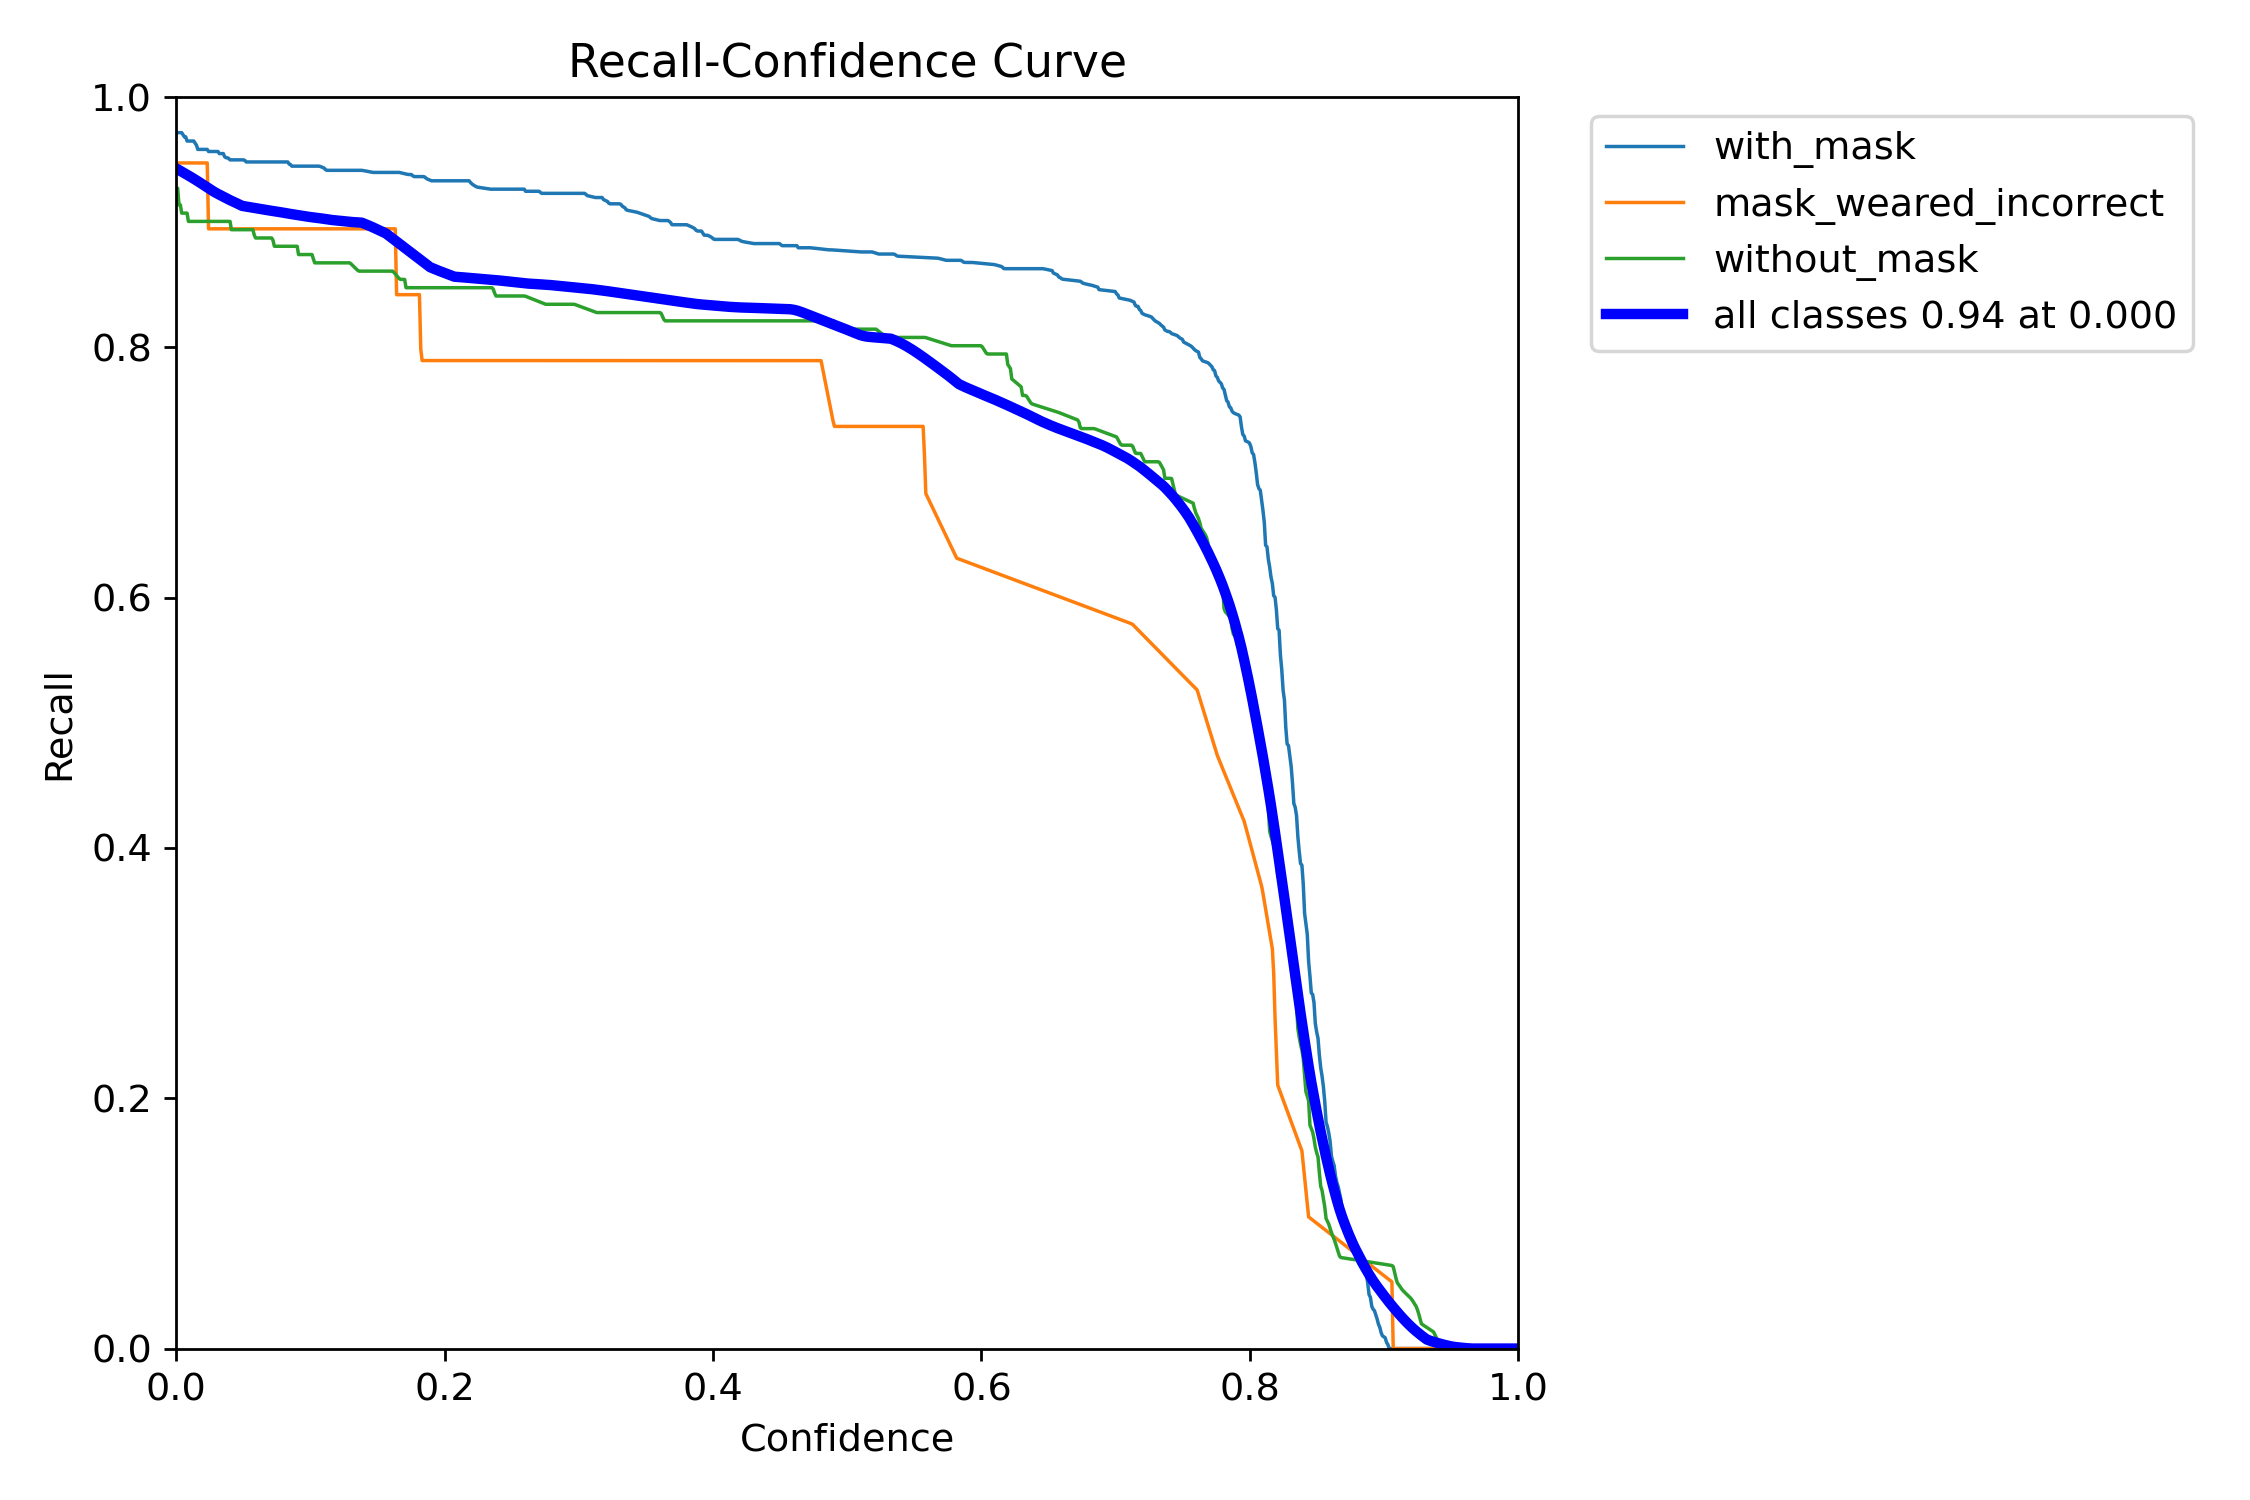 Recall-Confidence Curve
1.0
0.8
0.6
0.4
0.2
0.0
Recall
0.0 0.2 0.4 0.6 0.8 1.0
Confidence
with_mask
mask_weared_incorrect
without_mask
all classes 0.94 at 0.000